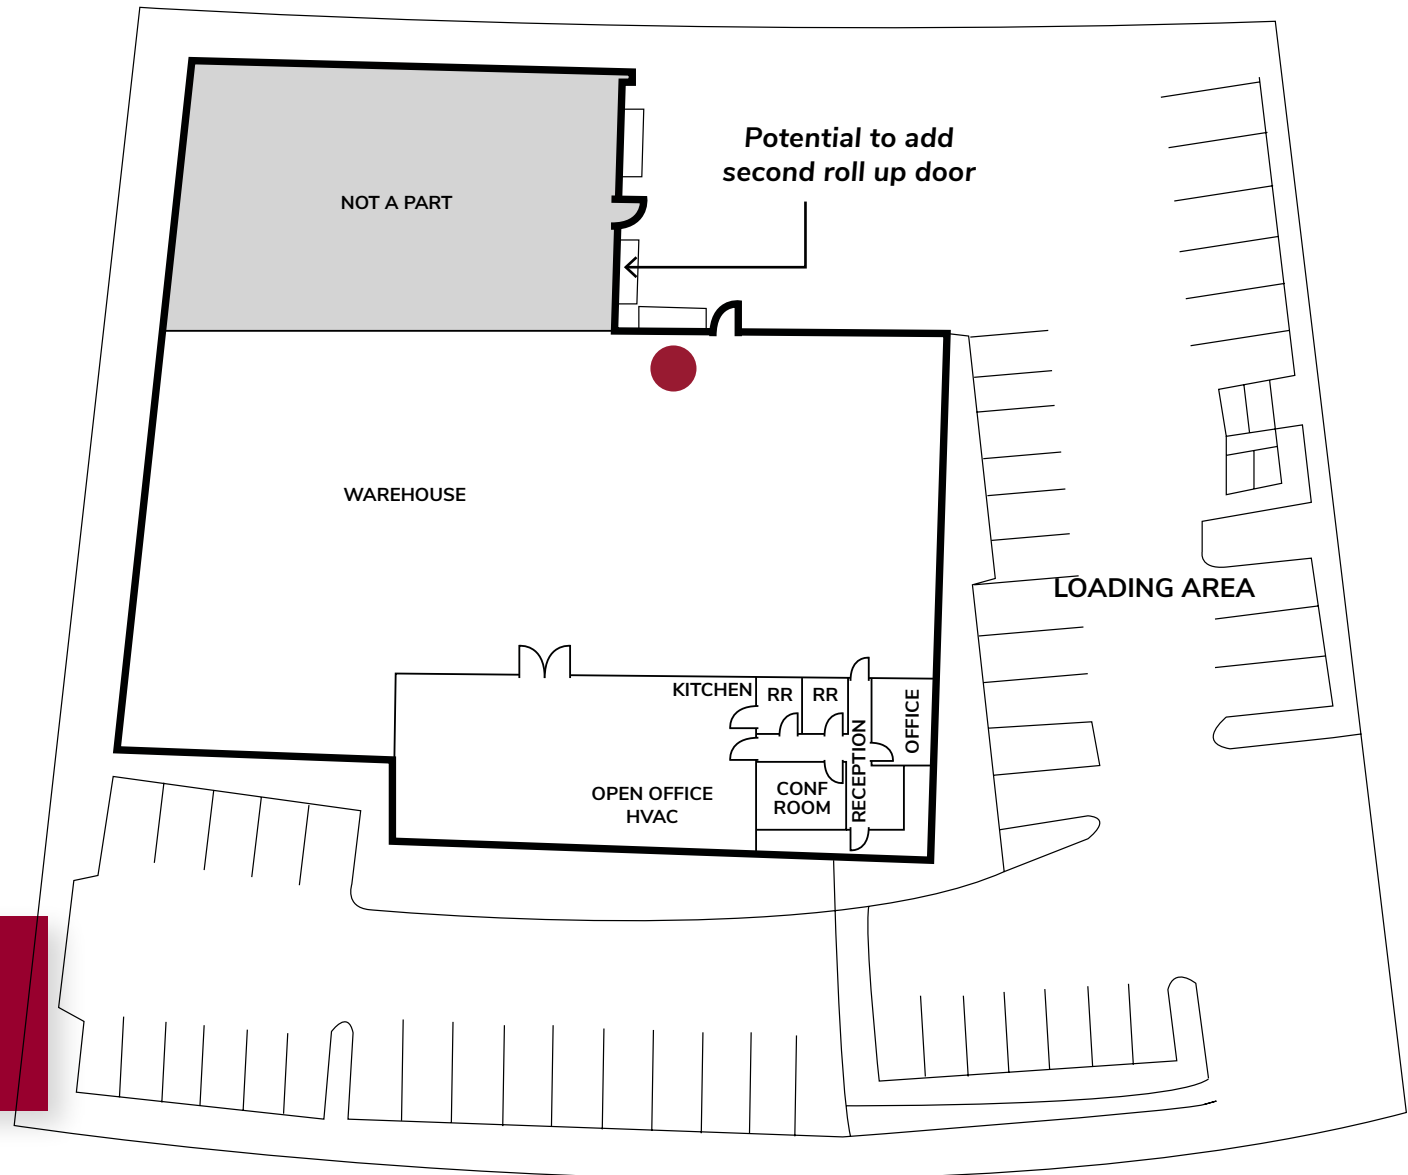 Potential to add
second roll up door
NOT A PART
WAREHOUSE
LOADING AREA
KITCHEN
RR
RR
OFFICE
RECEPTION
OPEN OFFICE
HVAC
CONF
ROOM